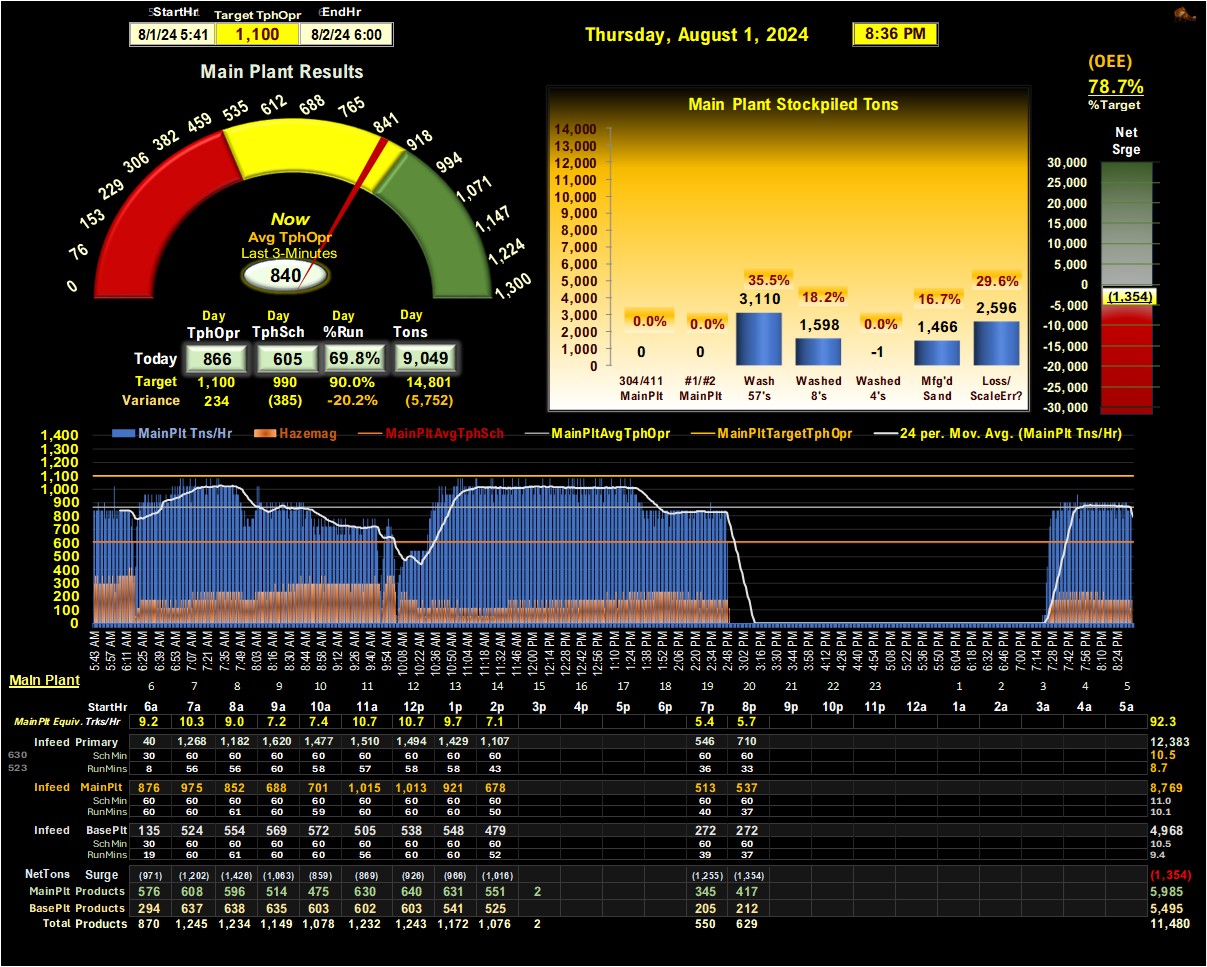 StartHr Target TphOpr EndHr
8/1/24 5:41 1,100 8/2/24 6:00
Thursday, August 1, 2024 8:36 PM
(OEE)
78.7%
%Target
Main Plant Results
0 76 153 229 306 382 459 535 612 688 765 841 918 994 1,071 1,147 1,224 1,300
Now
Avg TphOpr
Last 3-Minutes
840
Day Day Day Day
TphOpr TphSch %Run Tons
Today 866 605 69.8% 9,049
Target 1,100 990 90.0% 14,801
Variance 234 (385) -20.2% (5,752)
Main Plant Stockpiled Tons
14,000
13,000
12,000
11,000
10,000
9,000
8,000
7,000
6,000
5,000
4,000
3,000
2,000
1,000
0
0.0% 0.0% 35.5% 18.2% 0.0% 16.7% 29.6%
0 0 3,110 1,598 -1 1,466 2,596
304/411 #1/#2 Wash Washed Washed Mfg'd Loss/
MainPlt MainPlt 57's 8's 4's Sand ScaleErr?
Net
Srge
30,000
25,000
20,000
15,000
10,000
5,000
0
(1,354)
-5,000
-10,000
-15,000
-20,000
-25,000
-30,000
MainPlt Tns/Hr Hazemag MainPltAvgTphSch MainPltAvgTphOpr MainPltTargetTphOpr 24 per. Mov. Avg. (MainPlt Tns/Hr)
1,400
1,300
1,200
1,100
1,000
900
800
700
600
500
400
300
200
100
0
5:43 AM 5:57 AM 6:11 AM 6:25 AM 6:39 AM 6:53 AM 7:07 AM 7:21 AM 7:35 AM 7:49 AM 8:03 AM 8:16 AM 8:30 AM 8:44 AM 8:58 AM 9:12 AM 9:26 AM 9:40 AM 9:54 AM 10:08 AM 10:22 AM 10:36 AM 10:50 AM 11:04 AM 11:18 AM 11:32 AM 11:46 AM 12:00 PM 12:14 PM 12:28 PM 12:42 PM 12:56 PM 1:10 PM 1:24 PM 1:38 PM 1:52 PM 2:06 PM 2:20 PM 2:34 PM 2:48 PM 3:02 PM 3:16 PM 3:30 PM 3:44 PM 3:58 PM 4:12 PM 4:26 PM 4:40 PM 4:54 PM 5:08 PM 5:22 PM 5:36 PM 5:50 PM 6:04 PM 6:18 PM 6:32 PM 6:46 PM 7:00 PM 7:14 PM 7:28 PM 7:42 PM 7:56 PM 8:10 PM 8:24 PM
Main Plant 6 7 8 9 10 11 12 13 14 15 16 17 18 19 20 21 22 23 1 2 3 4 5
StartHr 6a 7a 8a 9a 10a 11a 12p 1p 2p 3p 4p 5p 6p 7p 8p 9p 10p 11p 12a 1a 2a 3a 4a 5a
MainPlt Equiv. Trks/Hr 9.2 10.3 9.0 7.2 7.4 10.7 10.7 9.7 7.1 5.4 5.7 92.3
Infeed Primary 40 1,268 1,182 1,620 1,477 1,510 1,494 1,429 1,107 546 710 12,383
630 SchMin 30 60 60 60 60 60 60 60 60 60 60 10.5
523 RunMins 8 56 56 60 58 57 58 58 43 36 33 8.7
Infeed MainPlt 876 975 852 688 701 1,015 1,013 921 678 513 537 8,769
SchMin 60 60 60 60 60 60 60 60 60 60 60 11.0
RunMins 60 60 61 60 59 60 60 60 50 40 37 10.1
Infeed BasePlt 135 524 554 569 572 505 538 548 479 272 272 4,968
SchMin 30 60 60 60 60 60 60 60 60 60 60 10.5
RunMins 19 60 61 60 60 56 60 60 52 39 37 9.4
NetTons Surge (971) (1,202) (1,426) (1,063) (859) (869) (926) (966) (1,016) (1,255) (1,354) (1,354)
MainPlt Products 576 608 596 514 475 630 640 631 551 2 345 417 5,985
BasePlt Products 294 637 638 635 603 602 603 541 525 205 212 5,495
Total Products 870 1,245 1,234 1,149 1,078 1,232 1,243 1,172 1,076 2 550 629 11,480